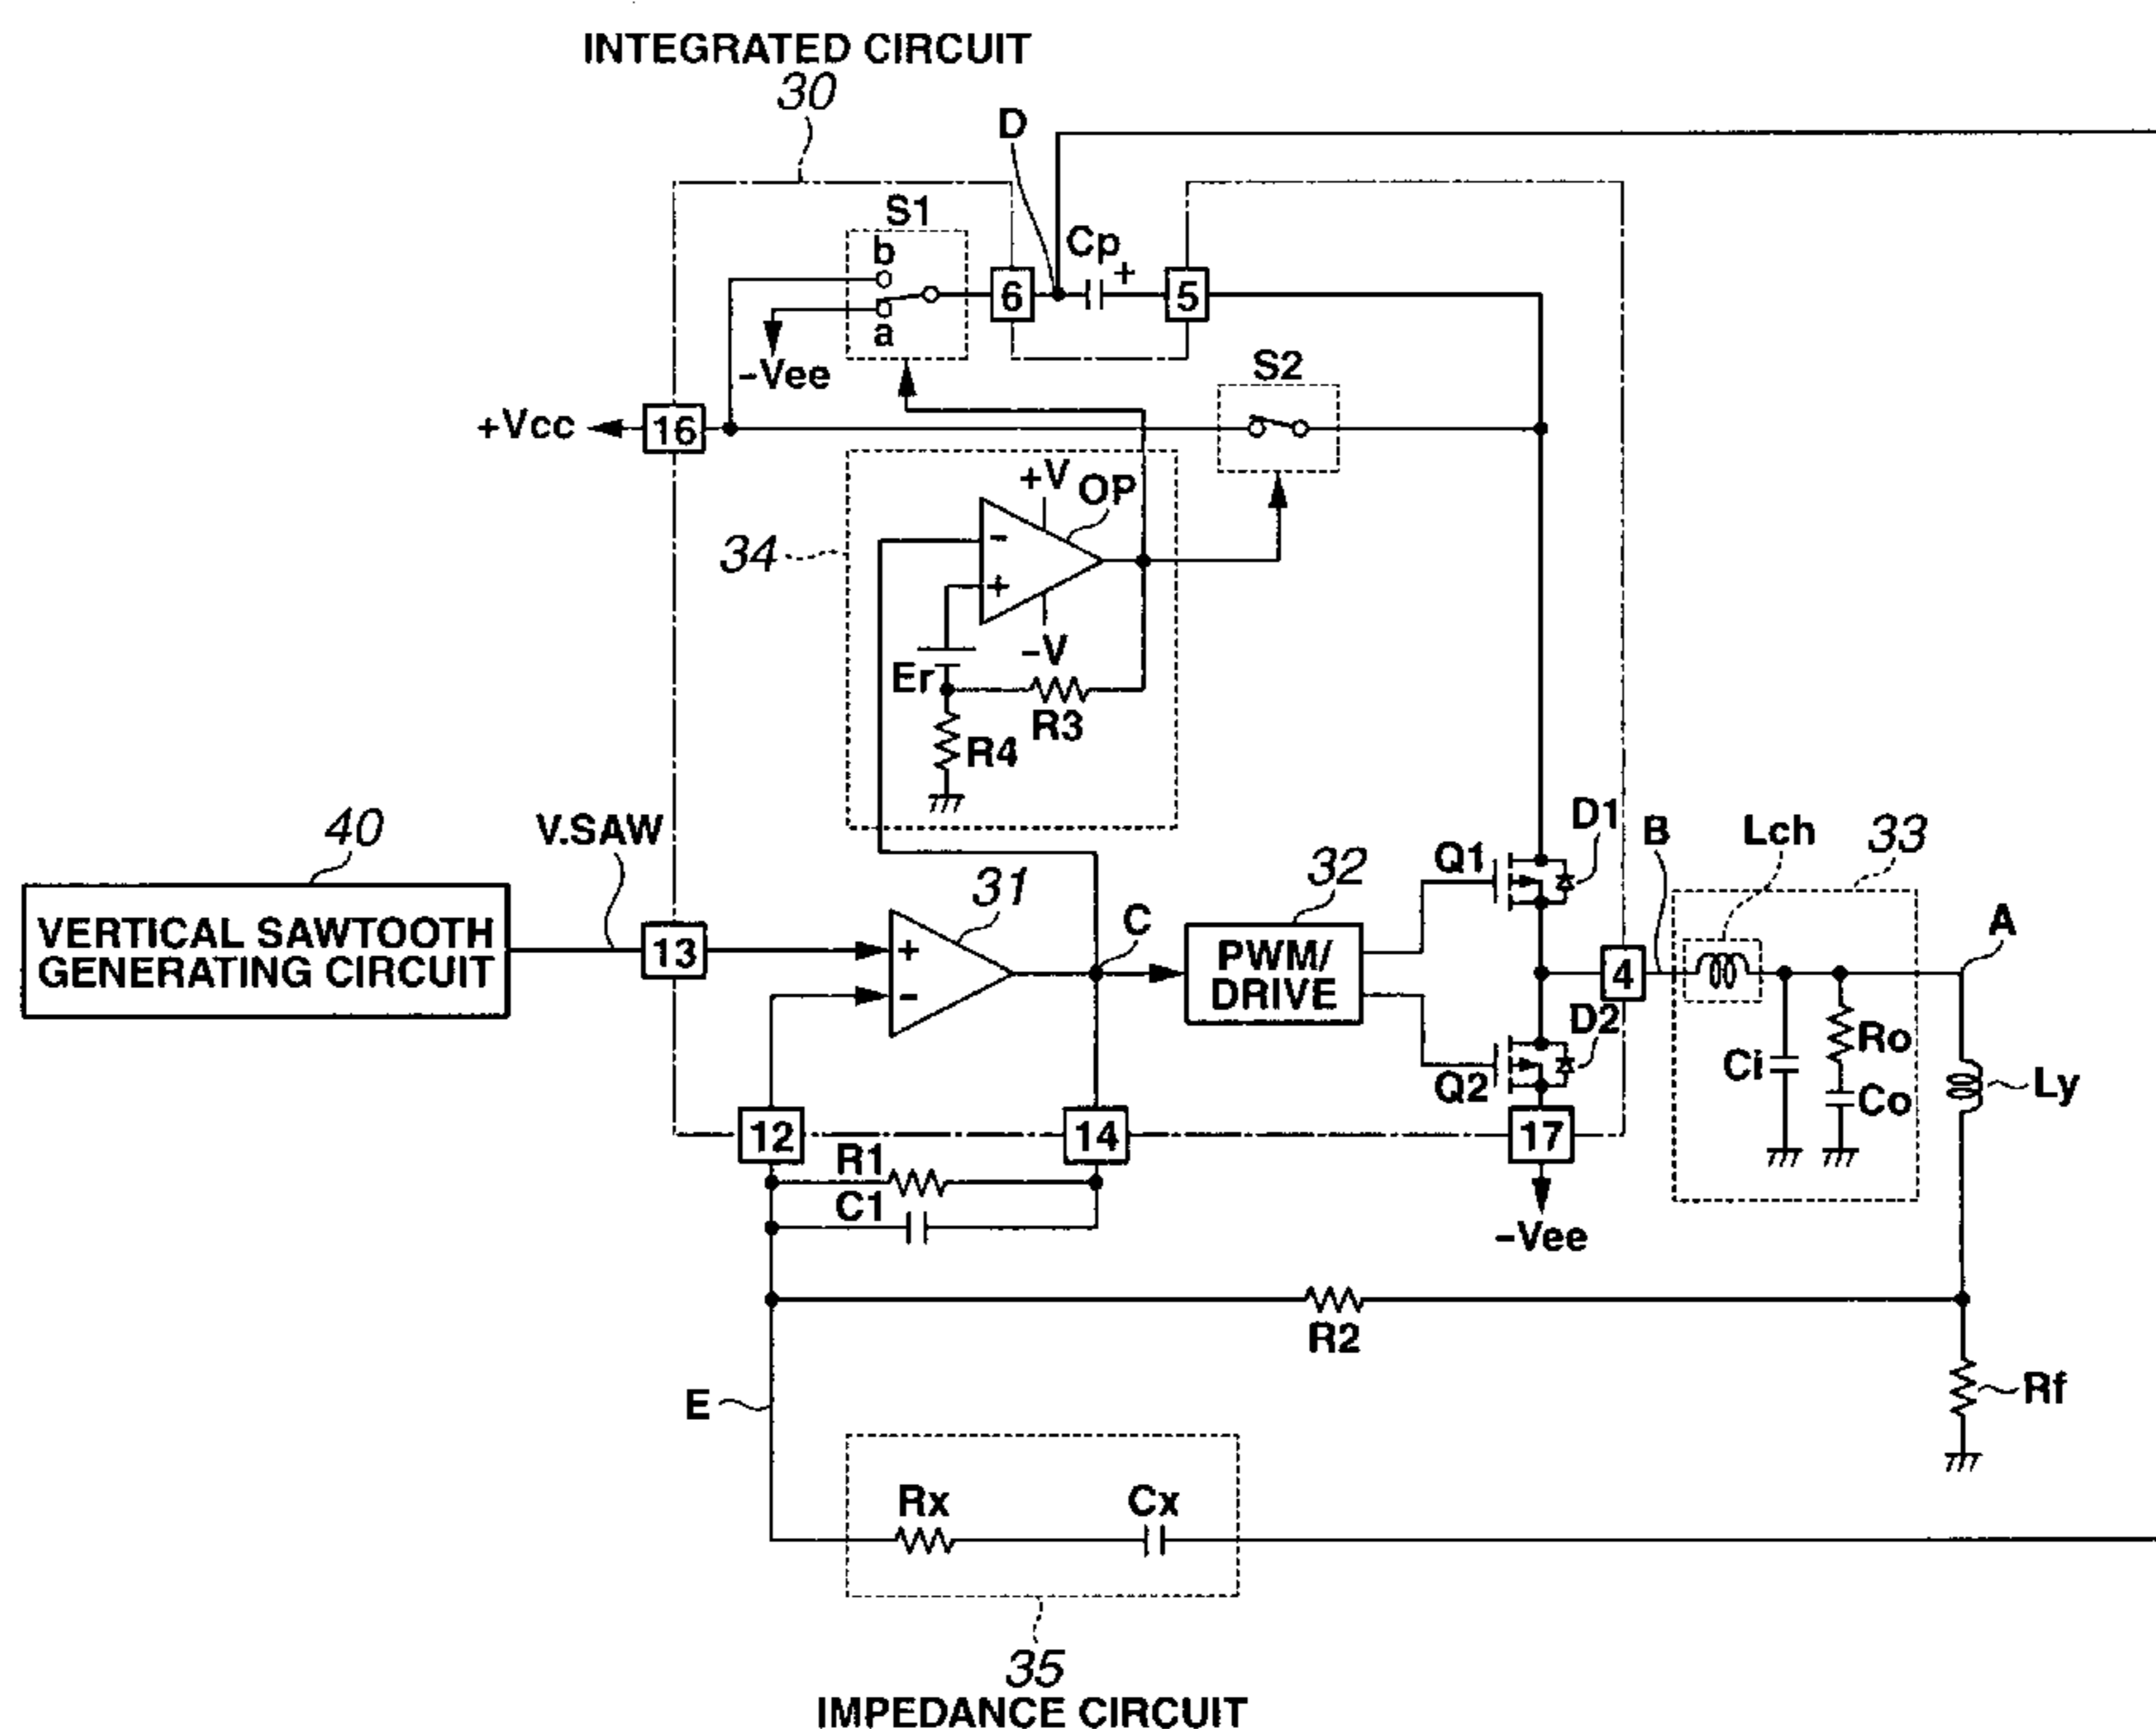 INTEGRATED CIRCUIT
30
D
S1
b
Cp
+
6
5
a
-Vee
S2
+Vcc
16
+V
OP
34
-
+
-V
Er
R3
R4
40
V.SAW
D1
B
Lch
33
Q1
32
31
VERTICAL SAWTOOTH
GENERATING CIRCUIT
13
+
-
C
PWM/
DRIVE
4
A
D2
Q2
Ci
Ro
Co
Ly
12
14
17
R1
C1
-Vee
R2
E
Rf
Rx
Cx
35
IMPEDANCE CIRCUIT